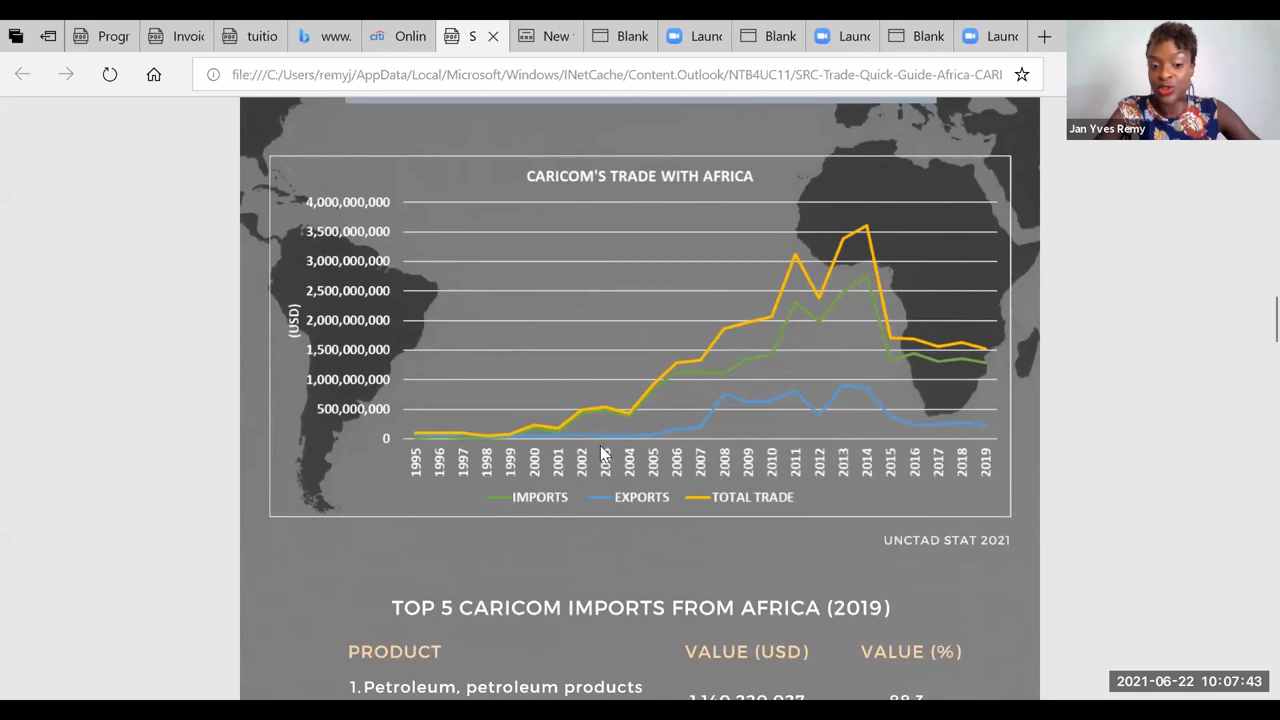 Progr
Invoic
tuitio
www.
citi Onlin
S
New
Blank
Launc
Blank
Launc
Blank
Launc
file:///C:/Users/remyj/AppData/Local/Microsoft/Windows/INetCache/Content.Outlook/NTB4UC11/SRC-Trade-Quick-Guide-Africa-CARI
Jan Yves Remy
CARICOM'S TRADE WITH AFRICA
(USD)
4,000,000,000
3,500,000,000
3,000,000,000
2,500,000,000
2,000,000,000
1,500,000,000
1,000,000,000
500,000,000
0
1995 1996 1997 1998 1999 2000 2001 2002 2004 2005 2006 2007 2008 2009 2010 2011 2012 2013 2014 2015 2016 2017 2018 2019
IMPORTS EXPORTS TOTAL TRADE
UNCTAD STAT 2021
TOP 5 CARICOM IMPORTS FROM AFRICA (2019)
PRODUCT VALUE (USD) VALUE (%)
1. Petroleum, petroleum products
2021-06-22 10:07:43